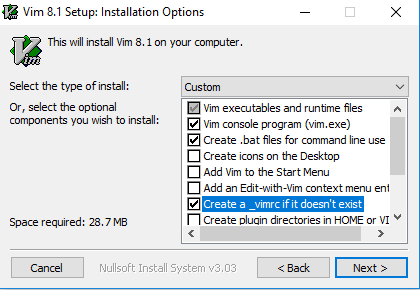 Vim 8.1 Setup: Installation Options
This will install Vim 8.1 on your computer.
Vim
Select the type of install:
Custom
Or, select the optional
components you wish to install:
Vim executables and runtime files
Vim console program (vim.exe)
Create .bat files for command line use
Create icons on the Desktop
Add Vim to the Start Menu
Add an Edit-with-Vim context menu ent
Create a _vimrc if it doesn't exist
Create plugin directories in HOME or VI
Space required: 28.7 MB
Cancel
Nullsoft Install System v3.03
< Back
Next >